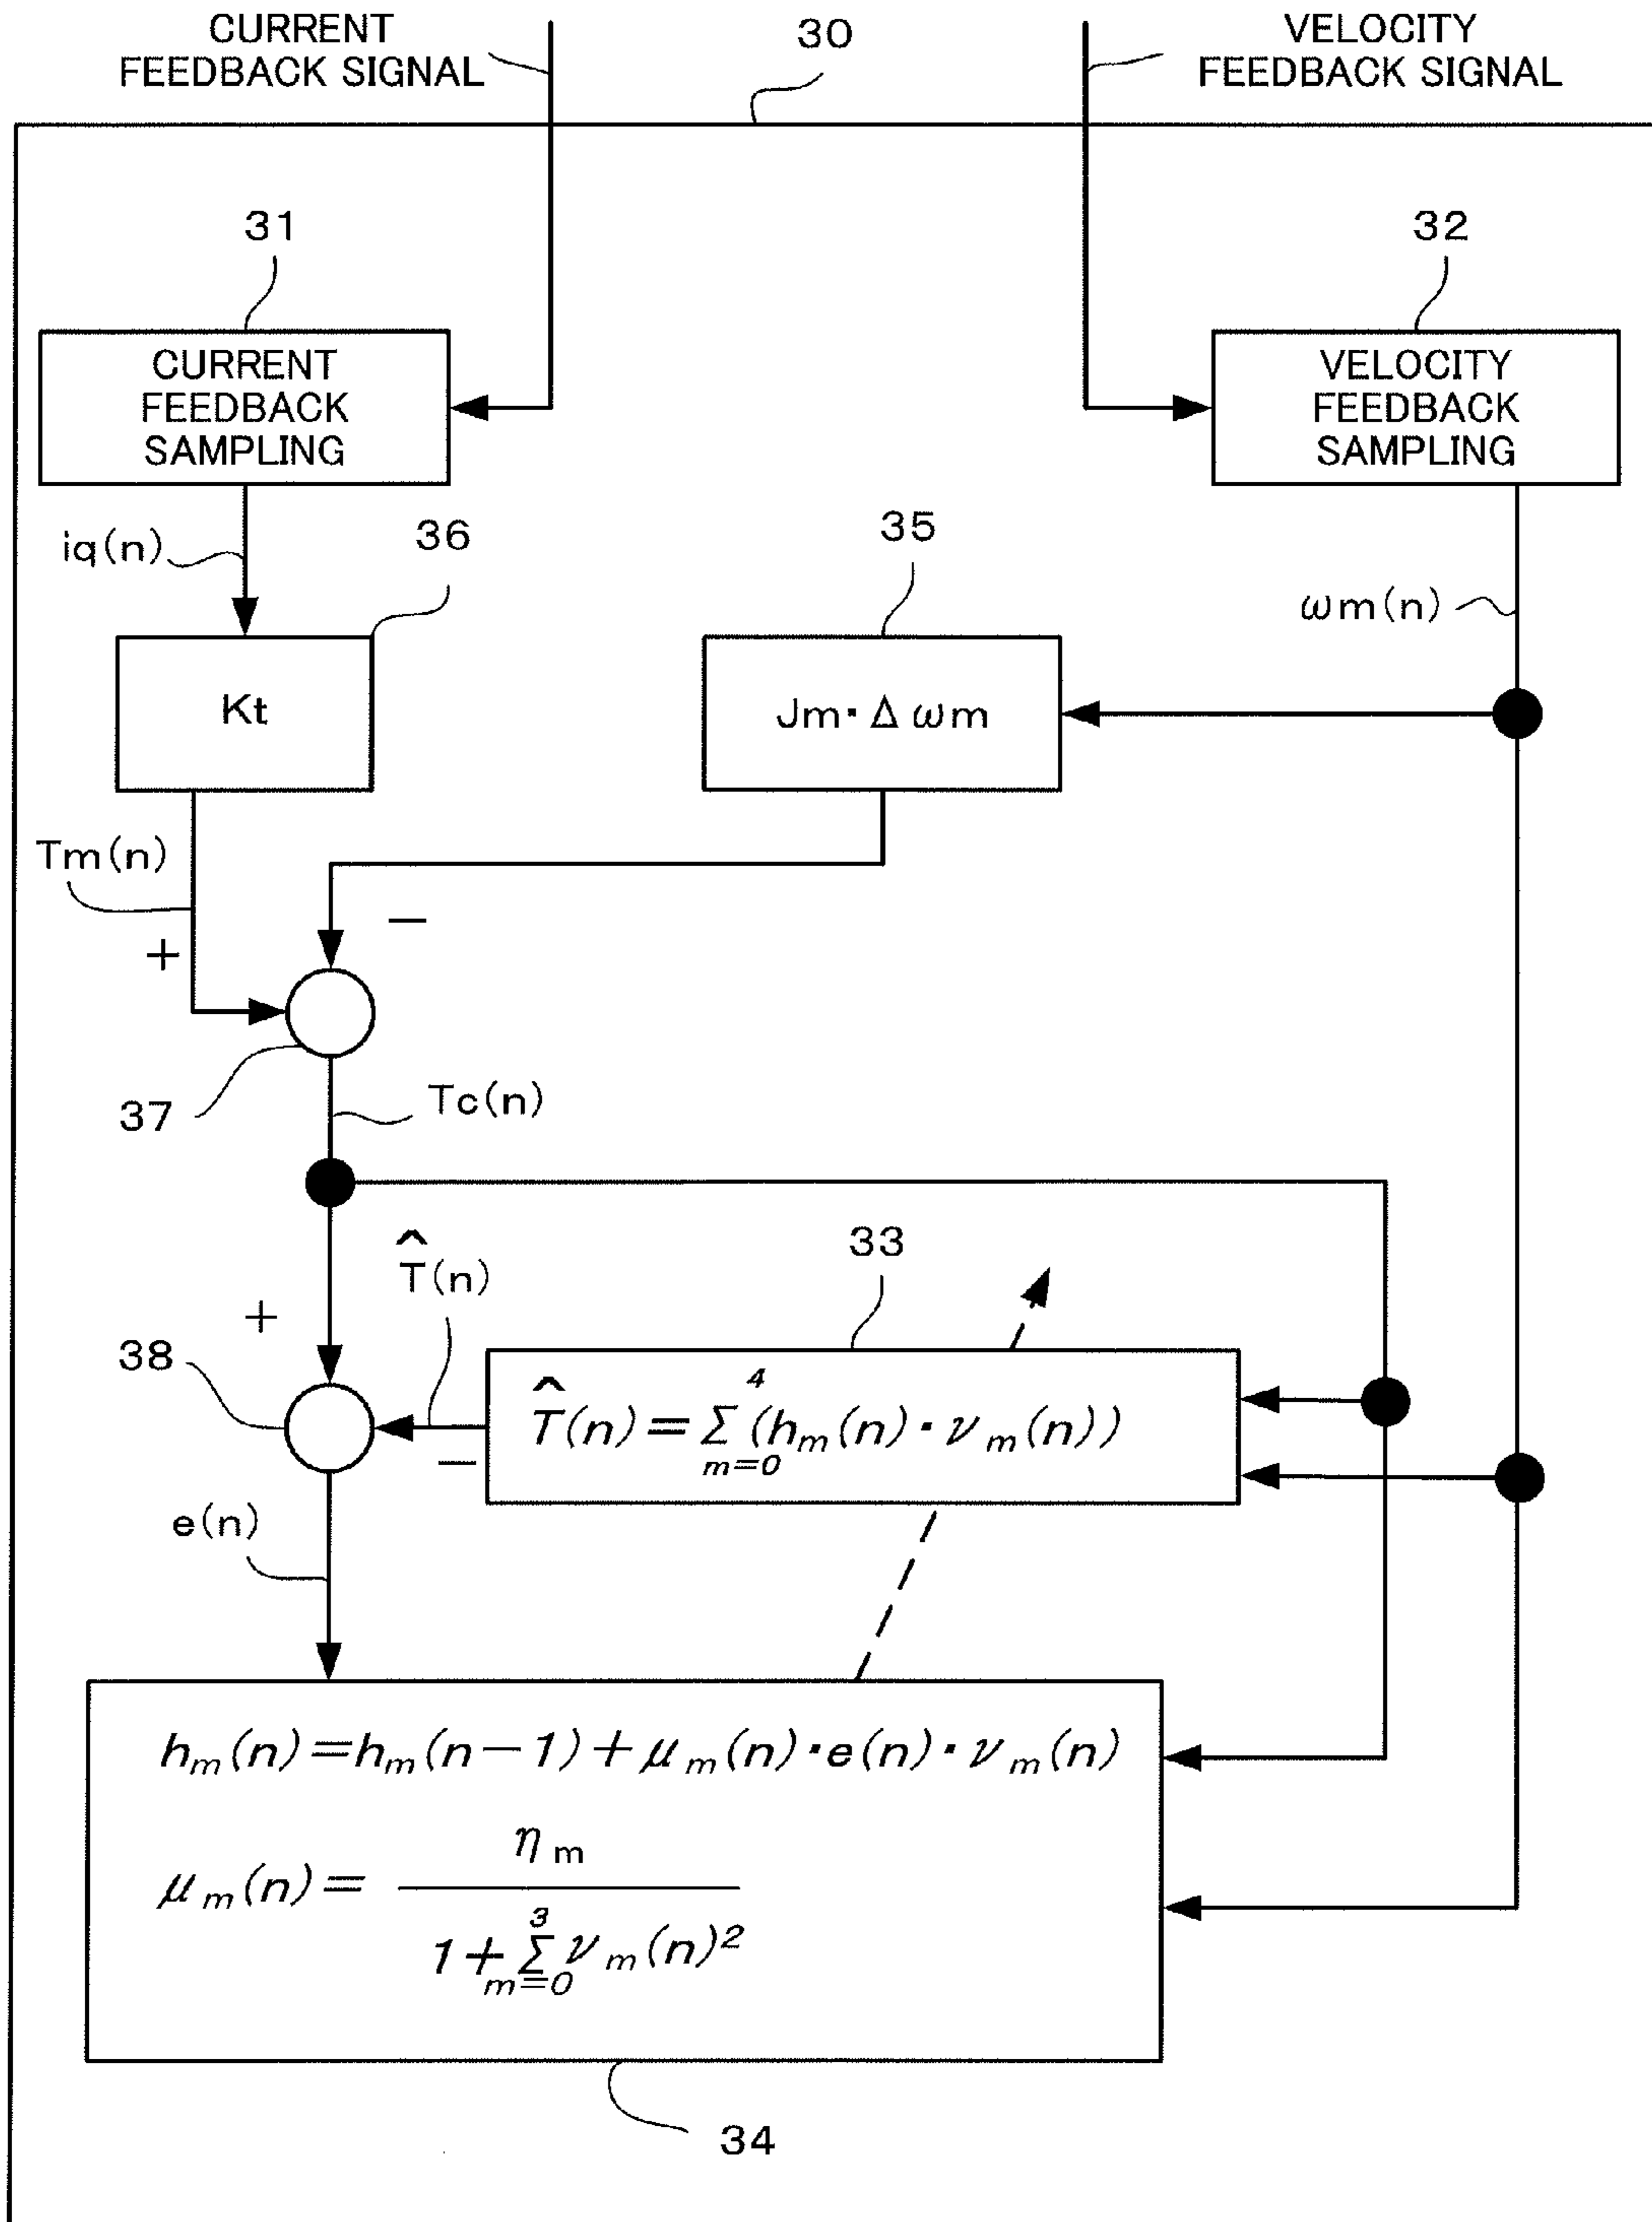 CURRENT
FEEDBACK SIGNAL
30
VELOCITY
FEEDBACK SIGNAL
31
32
CURRENT
FEEDBACK
SAMPLING
VELOCITY
FEEDBACK
SAMPLING
iq(n)
36
35
ωm(n)
Kt
Jm・Δωm
Tm(n)
−
+
37
Tc(n)
33
T̂(n)
+
38
T̂(n)=Σ_{m=0}^{4}(h_m(n)・ν_m(n))
−
e(n)
h_m(n)=h_m(n−1)+μ_m(n)・e(n)・ν_m(n)
μ_m(n)= η_m / (1+Σ_{m=0}^{3}ν_m(n)²)
34